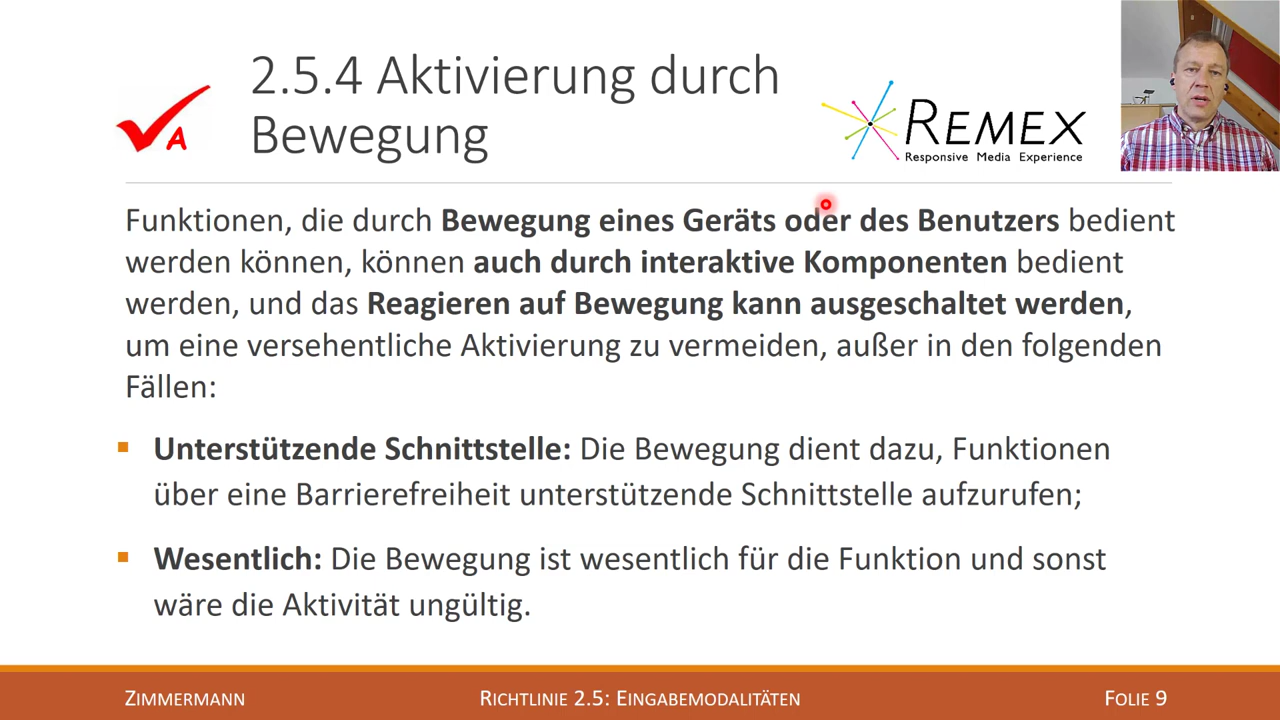 2.5.4 Aktivierung durch
Bewegung
A
REMEX
Responsive Media Experience
Funktionen, die durch Bewegung eines Geräts oder des Benutzers bedient
werden können, können auch durch interaktive Komponenten bedient
werden, und das Reagieren auf Bewegung kann ausgeschaltet werden,
um eine versehentliche Aktivierung zu vermeiden, außer in den folgenden
Fällen:
Unterstützende Schnittstelle: Die Bewegung dient dazu, Funktionen
über eine Barrierefreiheit unterstützende Schnittstelle aufzurufen;
Wesentlich: Die Bewegung ist wesentlich für die Funktion und sonst
wäre die Aktivität ungültig.
ZIMMERMANN
RICHTLINIE 2.5: EINGABEMODALITÄTEN
FOLIE 9